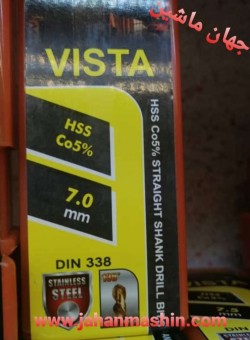 جهان ماشین
VISTA
HSS
Co5%
HSS Co5% STRAIGHT SHANK DRILL
7.0
mm
DIN 338
STAINLESS
STEEL
www.jahanmashin.com